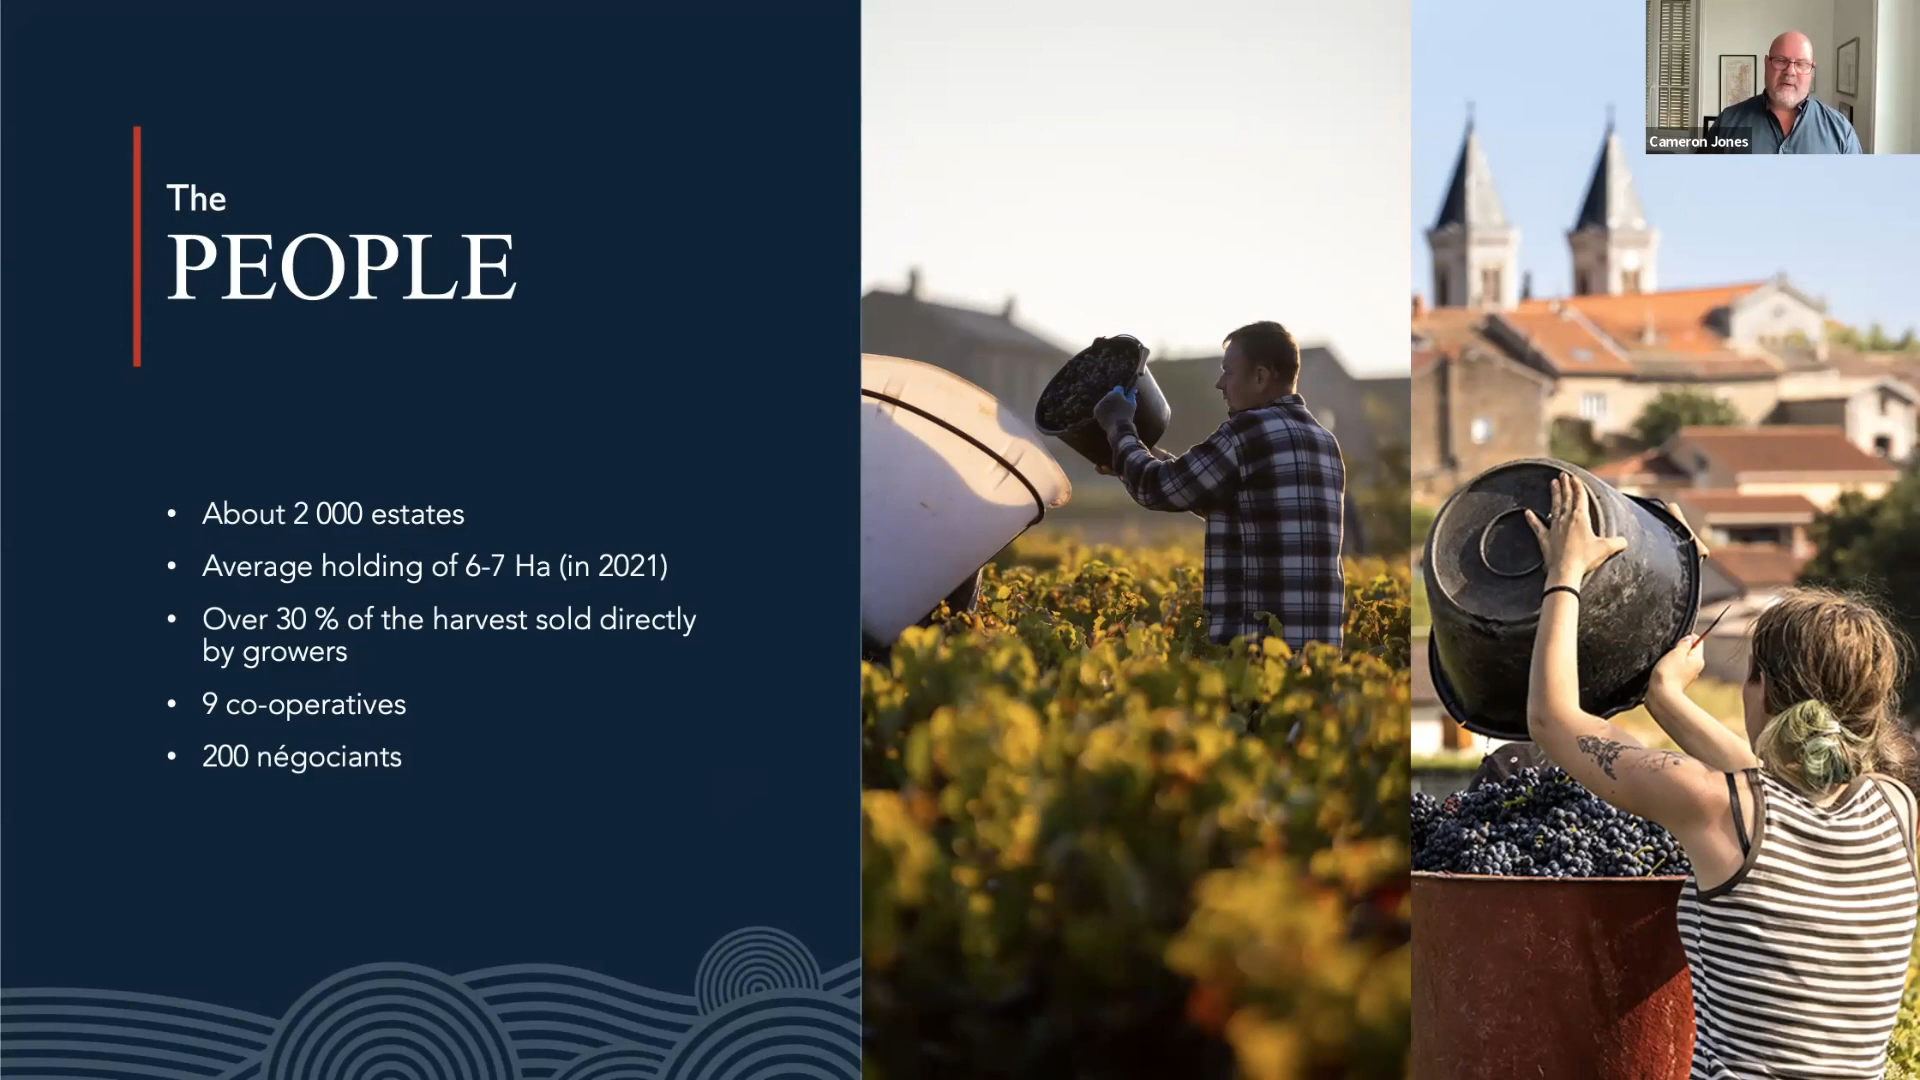 The
PEOPLE
• About 2 000 estates
• Average holding of 6-7 Ha (in 2021)
• Over 30 % of the harvest sold directly
by growers
• 9 co-operatives
• 200 négociants
Cameron Jones